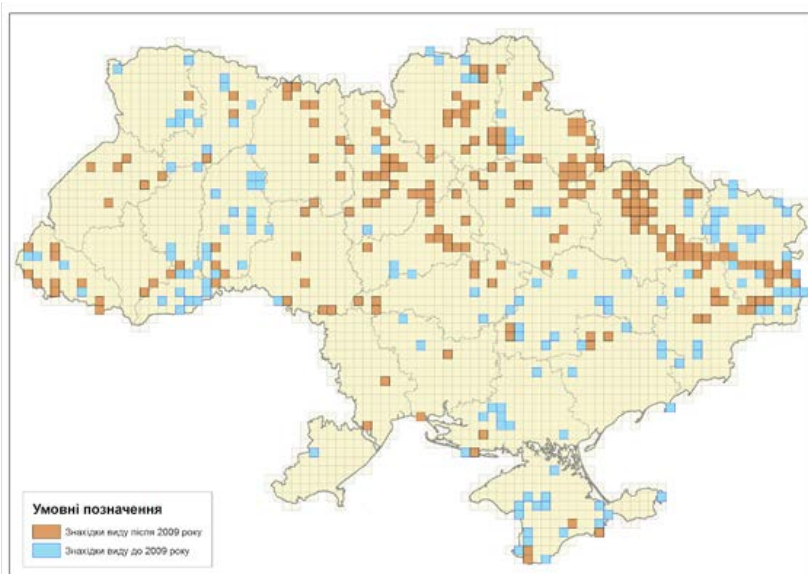 Умовні позначення
Знахідки виду після 2009 року
Знахідки виду до 2009 року